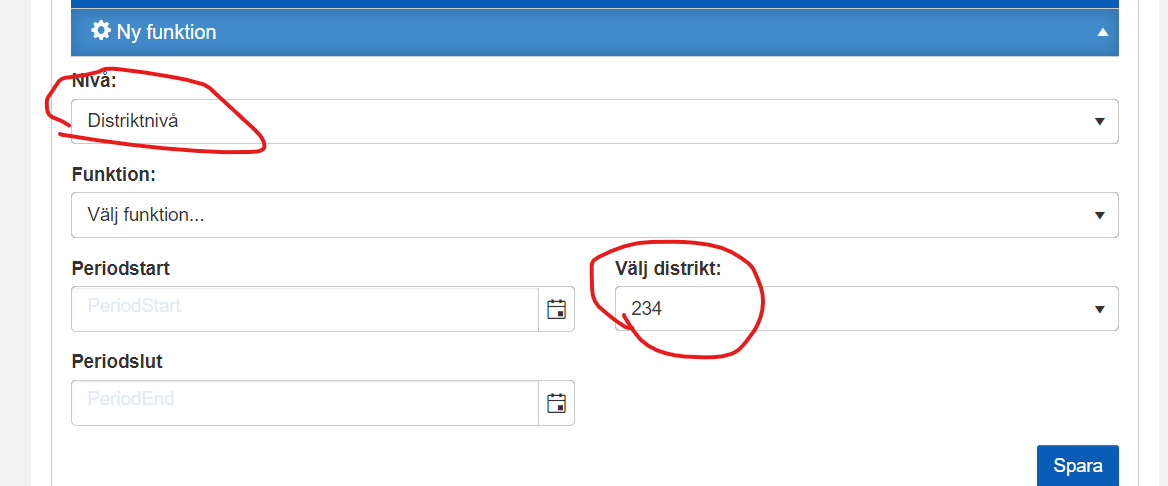 Ny funktion
Nivå:
Distriktnivå
Funktion:
Välj funktion...
Periodstart
Välj distrikt:
PeriodStart
234
Periodslut
PeriodEnd
Spara